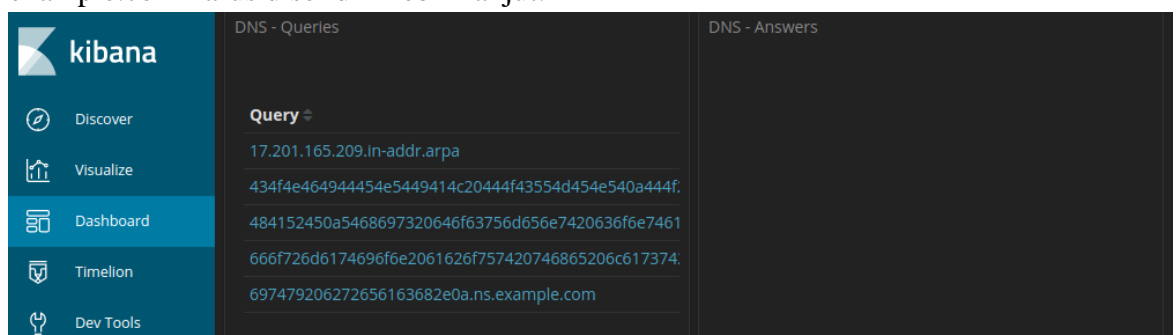 DNS - Queries
DNS - Answers
kibana
Discover
Visualize
Dashboard
Timelion
Dev Tools
Query
17.201.165.209.in-addr.arpa
434f4e464944454e5449414c20444f43554d454e540a444f
484152450a5468697320646f63756d656e7420636f6e7461
666f726d6174696f6e2061626f757420746865206c617374
697479206272656163682e0a.ns.example.com